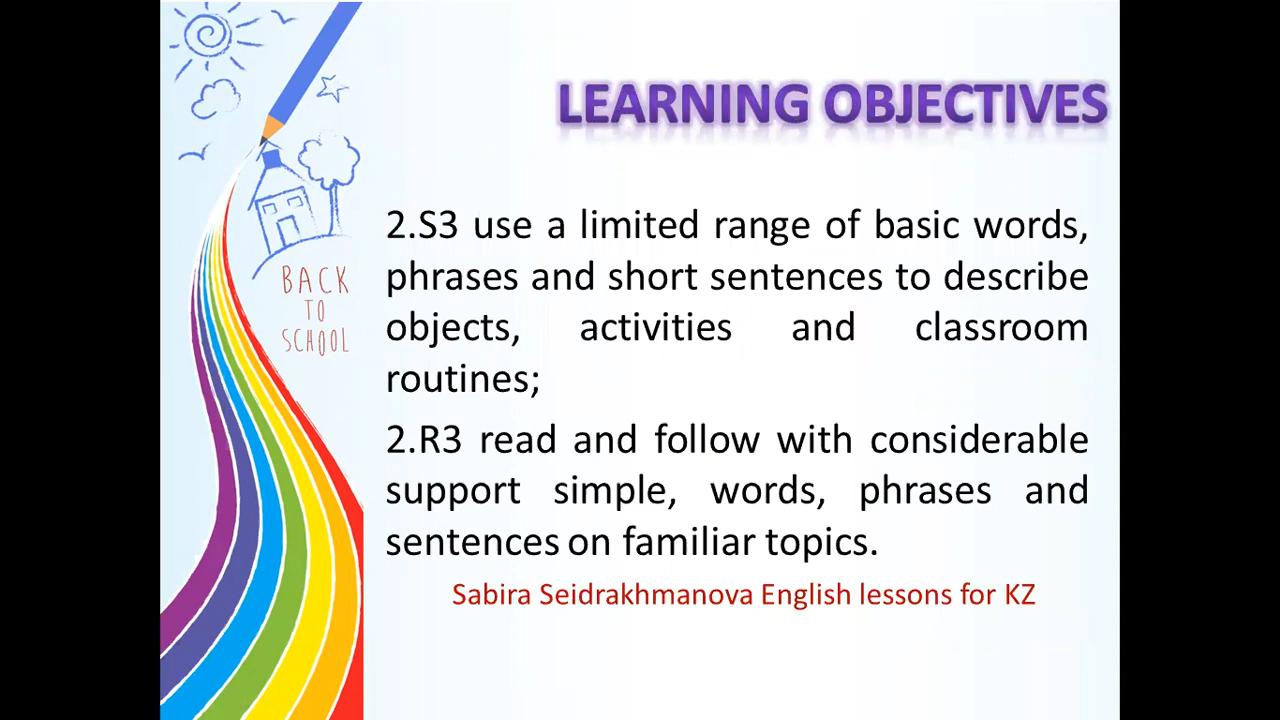 LEARNING OBJECTIVES
BACK
TO
SCHOOL
2.S3 use a limited range of basic words,
phrases and short sentences to describe
objects, activities and classroom
routines;
2.R3 read and follow with considerable
support simple, words, phrases and
sentences on familiar topics.
Sabira Seidrakhmanova English lessons for KZ